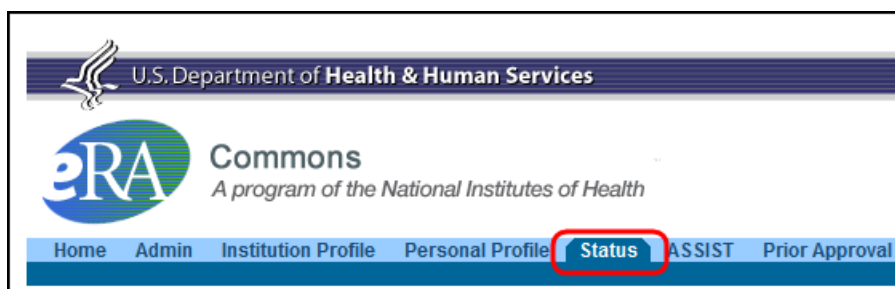 U.S. Department of Health & Human Services
eRA
Commons
A program of the National Institutes of Health
Home Admin Institution Profile Personal Profile Status ASSIST Prior Approval